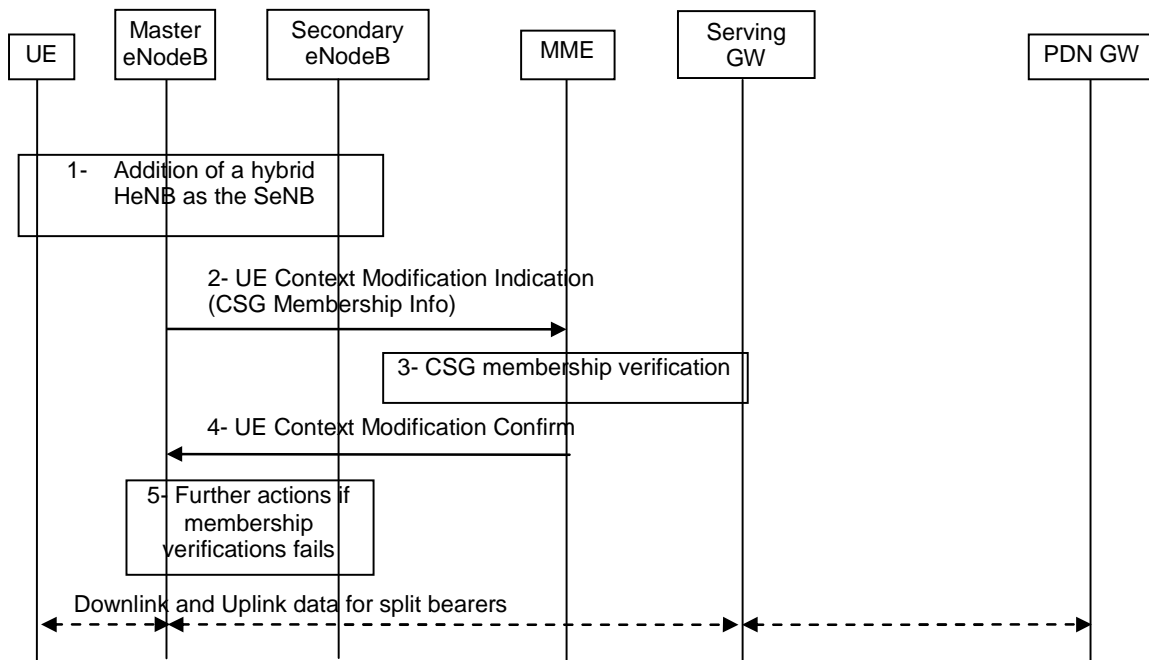 UE
Master
eNodeB
Secondary
eNodeB
MME
Serving
GW
PDN GW
1- Addition of a hybrid
HeNB as the SeNB
2- UE Context Modification Indication
(CSG Membership Info)
3- CSG membership verification
4- UE Context Modification Confirm
5- Further actions if
membership
verifications fails
Downlink and Uplink data for split bearers